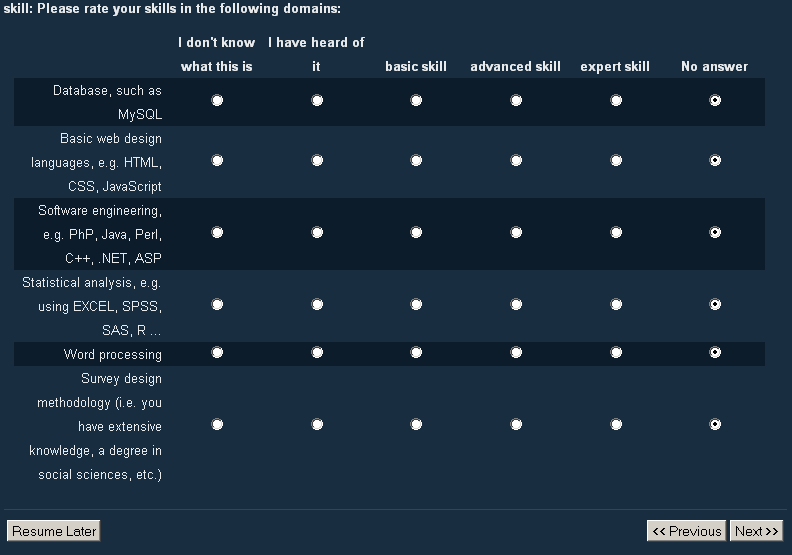 skill: Please rate your skills in the following domains:
I don't know what this is
I have heard of it
basic skill
advanced skill
expert skill
No answer
Database, such as
MySQL
Basic web design
languages, e.g. HTML,
CSS, JavaScript
Software engineering,
e.g. PhP, Java, Perl,
C++, .NET, ASP
Statistical analysis, e.g.
using EXCEL, SPSS,
SAS, R ...
Word processing
Survey design
methodology (i.e. you
have extensive
knowledge, a degree in
social sciences, etc.)
Resume Later
<< Previous
Next >>